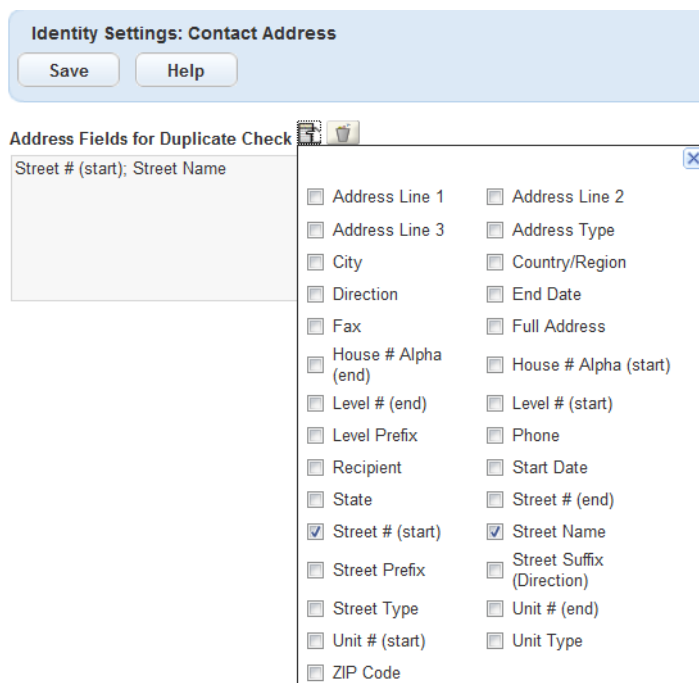 Identity Settings: Contact Address
Save Help
Address Fields for Duplicate Check
Street # (start); Street Name
Address Line 1 Address Line 2
Address Line 3 Address Type
City Country/Region
Direction End Date
Fax Full Address
House # Alpha
(end) House # Alpha (start)
Level # (end) Level # (start)
Level Prefix Phone
Recipient Start Date
State Street # (end)
Street # (start) Street Name
Street Prefix Street Suffix
(Direction)
Street Type Unit # (end)
Unit # (start) Unit Type
ZIP Code